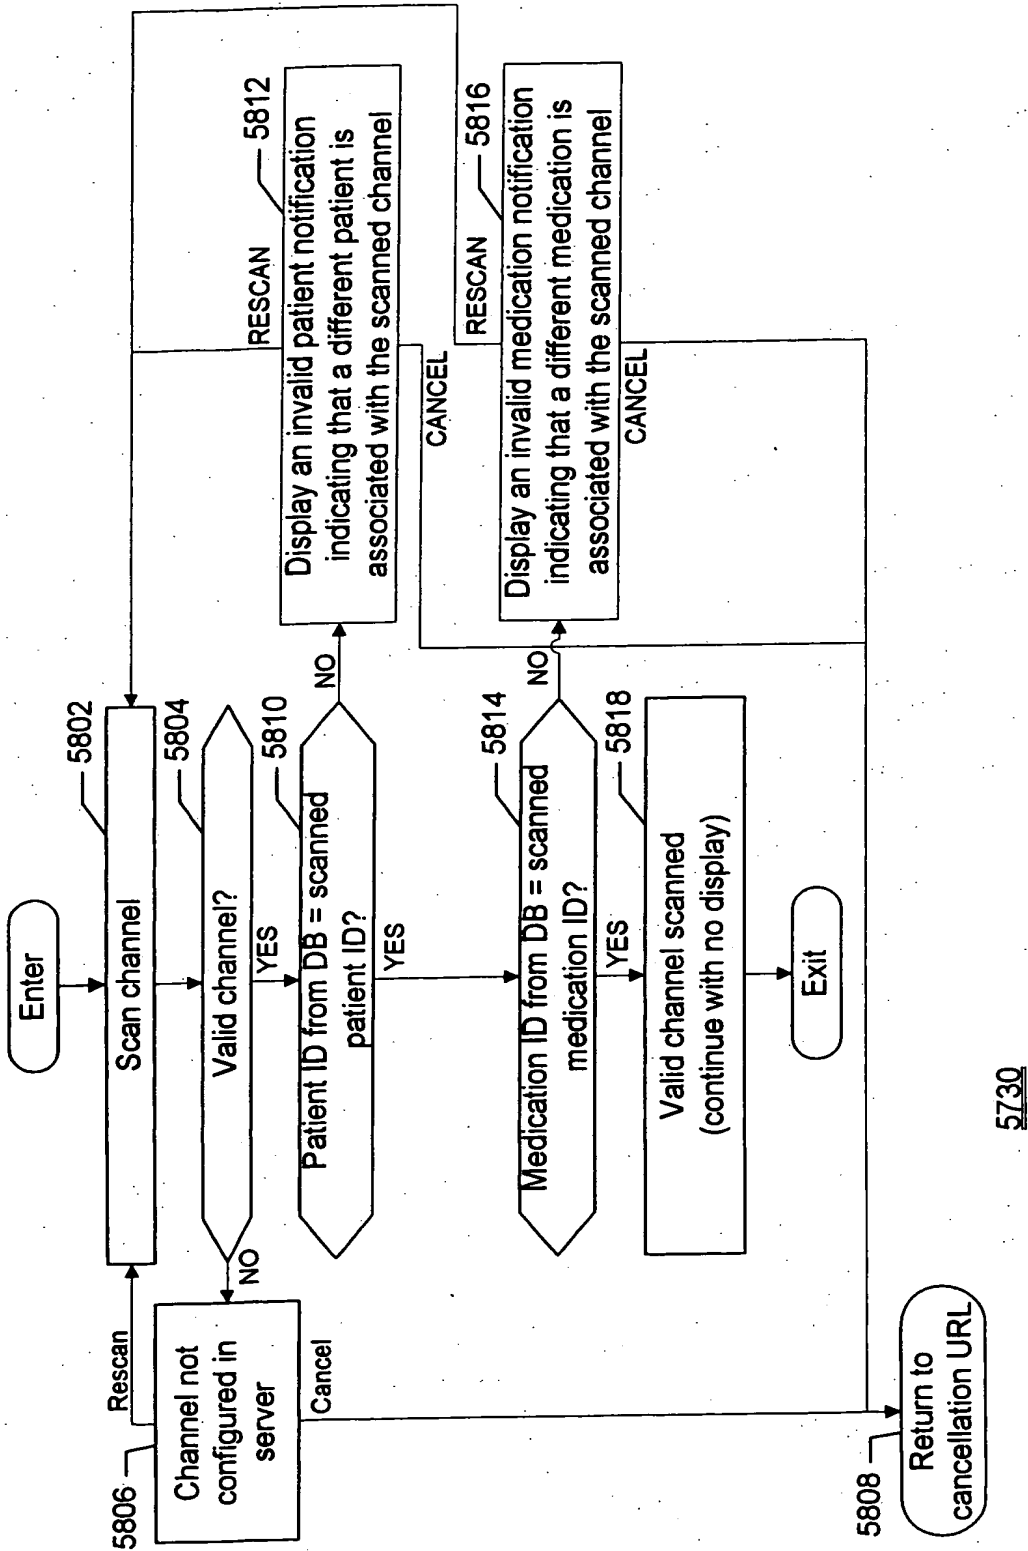 Enter
5802
Scan channel
5804
Valid channel?
YES
NO
Rescan
5806
Channel not
configured in
server
Cancel
5810
Patient ID from DB = scanned
patient ID?
YES
NO
RESCAN
5812
Display an invalid patient notification
indicating that a different patient is
associated with the scanned channel
CANCEL
5814
Medication ID from DB = scanned
medication ID?
YES
NO
RESCAN
5816
Display an invalid medication notification
indicating that a different medication is
associated with the scanned channel
CANCEL
5818
Valid channel scanned
(continue with no display)
Exit
5808
Return to
cancellation URL
5730